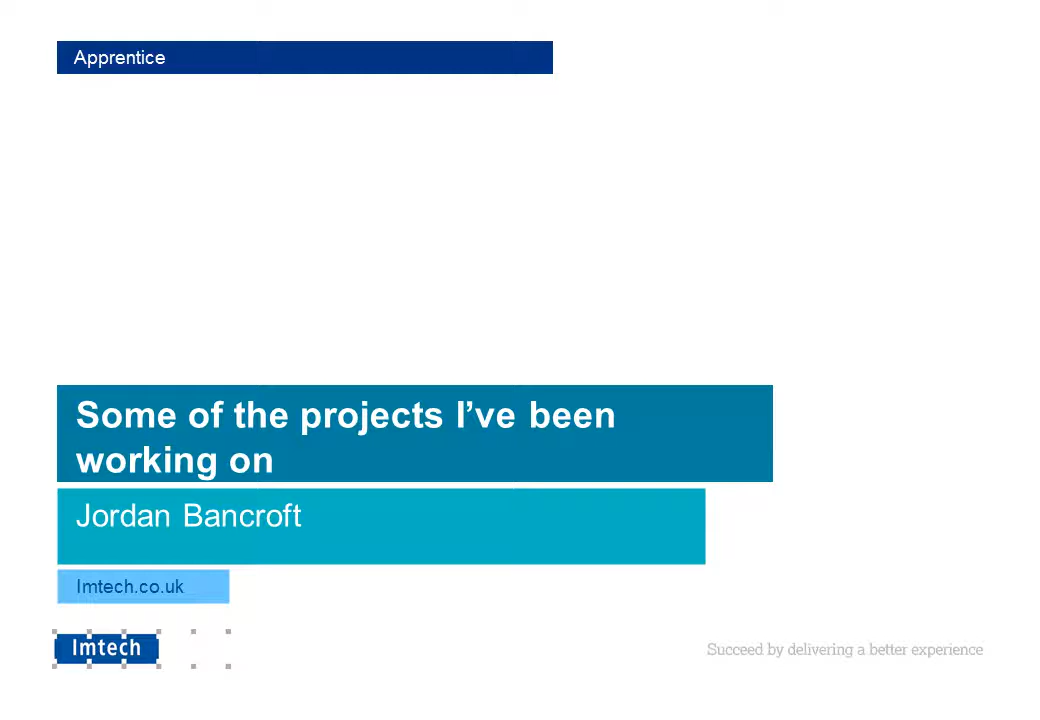 Apprentice
Some of the projects I’ve been
working on
Jordan Bancroft
Imtech.co.uk
Imtech
Succeed by delivering a better experience